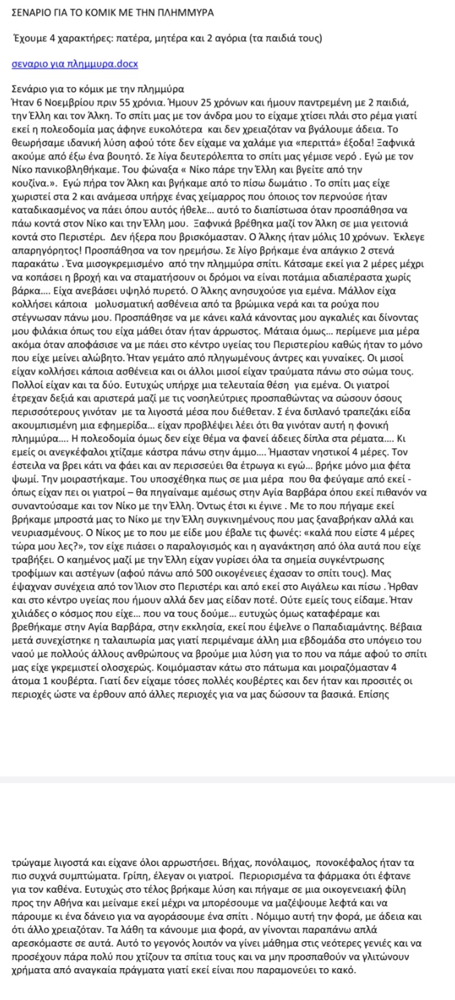 ΣΕΝΑΡΙΟ ΓΙΑ ΤΟ ΚΟΜΙΚ ΜΕ ΤΗΝ ΠΛΗΜΜΥΡΑ
Έχουμε 4 χαρακτήρες: πατέρα, μητέρα και 2 αγόρια (τα παιδιά τους)
σεναριο για πλημμυρα.docx
Σενάριο για το κόμικ με την πλημμύρα
Ήταν 6 Νοεμβρίου πριν 55 χρόνια. Ήμουν 25 χρόνων και ήμουν παντρεμένη με 2 παιδιά,
την Έλλη και τον Άλκη. Το σπίτι μας με τον άνδρα μου το είχαμε χτίσει πλάι στο ρέμα γιατί
εκεί η πολεοδομία μας άφηνε ευκολότερα και δεν χρειαζόταν να βγάλουμε άδεια. Το
θεωρήσαμε ιδανική λύση αφού τότε δεν είχαμε να χαλάμε για «περιττά» έξοδα! Ξαφνικά
ακούμε από έξω ένα βουητό. Σε λίγα δευτερόλεπτα το σπίτι μας γέμισε νερό . Εγώ με τον
Νίκο πανικοβληθήκαμε. Του φώναξα « Νίκο πάρε την Έλλη και βγείτε από την
κουζίνα.». Εγώ πήρα τον Άλκη και βγήκαμε από το πίσω δωμάτιο . Το σπίτι μας είχε
χωριστεί στα 2 και ανάμεσα υπήρχε ένας χείμαρρος που όποιος τον περνούσε ήταν
καταδικασμένος να πάει όπου αυτός ήθελε... αυτό το διαπίστωσα όταν προσπάθησα να
πάω κοντά στον Νίκο και την Έλλη μου. Ξαφνικά βρέθηκα μαζί τον Άλκη σε μια γειτονιά
κοντά στο Περιστέρι. Δεν ήξερα που βρισκόμασταν. Ο Άλκης ήταν μόλις 10 χρόνων. Έκλεγε
απαρηγόρητος! Προσπάθησα να τον ηρεμήσω. Σε λίγο βρήκαμε ένα απάγκιο 2 στενά
παρακάτω . Ένα μισογκρεμισμένο από την πλημμύρα σπίτι. Κάτσαμε εκεί για 2 μέρες μέχρι
να κοπάσει η βροχή και να σταματήσουν οι δρόμοι να είναι ποτάμια αδιαπέραστα χωρίς
βάρκα.... Είχα ανεβάσει υψηλό πυρετό. Ο Άλκης ανησυχούσε για εμένα. Μάλλον είχα
κολλήσει κάποια μολυσματική ασθένεια από τα βρώμικα νερά και τα ρούχα που
στέγνωσαν πάνω μου. Προσπάθησε να με κάνει καλά κάνοντας μου αγκαλιές και δίνοντας
μου φιλάκια όπως του είχα μάθει όταν ήταν άρρωστος. Μάταια όμως... περίμενε μια μέρα
ακόμα όταν αποφάσισε να με πάει στο κέντρο υγείας του Περιστερίου καθώς ήταν το μόνο
που είχε μείνει αλώβητο. Ήταν γεμάτο από πληγωμένους άντρες και γυναίκες. Οι μισοί
είχαν κολλήσει κάποια ασθένεια και οι άλλοι μισοί είχαν τραύματα πάνω στο σώμα τους.
Πολλοί είχαν και τα δύο. Ευτυχώς υπήρχε μια τελευταία θέση για εμένα. Οι γιατροί
έτρεχαν δεξιά και αριστερά μαζί με τις νοσηλεύτριες προσπαθώντας να σώσουν όσους
περισσότερους γινόταν με τα λιγοστά μέσα που διέθεταν. Σ ένα διπλανό τραπεζάκι είδα
ακουμπισμένη μια εφημερίδα... είχαν προβλέψει λέει ότι θα γινόταν αυτή η φονική
πλημμύρα.... Η πολεοδομία όμως δεν είχε θέμα να φανεί άδειες δίπλα στα ρέματα.... Κι
εμείς οι ανεγκέφαλοι χτίζαμε κάστρα πάνω στην άμμο.... Ήμασταν νηστικοί 4 μέρες. Τον
έστειλα να βρει κάτι να φάει και αν περισσεύει θα έτρωγα κι εγώ... βρήκε μόνο μια φέτα
ψωμί. Την μοιραστήκαμε. Του υποσχέθηκα πως σε μια μέρα που θα φεύγαμε από εκεί -
όπως είχαν πει οι γιατροί – θα πηγαίναμε αμέσως στην Αγία Βαρβάρα όπου εκεί πιθανόν να
συναντούσαμε και τον Νίκο με την Έλλη. Όντως έτσι κι έγινε . Με το που πήγαμε εκεί
βρήκαμε μπροστά μας το Νίκο με την Έλλη συγκινημένους που μας ξαναβρήκαν αλλά και
νευριασμένους. Ο Νίκος με το που με είδε μου έβαλε τις φωνές: «καλά που είστε 4 μέρες
τώρα μου λες?», τον είχε πιάσει ο παραλογισμός και η αγανάκτηση από όλα αυτά που είχε
τραβήξει. Ο καημένος μαζί με την Έλλη είχαν γυρίσει όλα τα σημεία συγκέντρωσης
τροφίμων και αστέγων (αφού πάνω από 500 οικογένειες έχασαν το σπίτι τους). Μας
έψαχναν συνέχεια από τον Ίλιον στο Περιστέρι και από εκεί στο Αιγάλεω και πίσω . Ήρθαν
και στο κέντρο υγείας που ήμουν αλλά δεν μας είδαν ποτέ. Ούτε εμείς τους είδαμε. Ήταν
χιλιάδες ο κόσμος που είχε... που να τους δούμε... ευτυχώς όμως καταφέραμε και
βρεθήκαμε στην Αγία Βαρβάρα, στην εκκλησία, εκεί που έψελνε ο Παπαδιαμάντης. Βέβαια
μετά συνεχίστηκε η ταλαιπωρία μας γιατί περιμέναμε άλλη μια εβδομάδα στο υπόγειο του
ναού με πολλούς άλλους ανθρώπους να βρούμε μια λύση για το που να πάμε αφού το σπίτι
μας είχε γκρεμιστεί ολοσχερώς. Κοιμόμασταν κάτω στο πάτωμα και μοιραζόμασταν 4
άτομα 1 κουβέρτα. Γιατί δεν είχαμε τόσες πολλές κουβέρτες και δεν ήταν και προσιτές οι
περιοχές ώστε να έρθουν από άλλες περιοχές για να μας δώσουν τα βασικά. Επίσης
τρώγαμε λιγοστά και είχανε όλοι αρρωστήσει. Βήχας, πονόλαιμος, πονοκέφαλος ήταν τα
πιο συχνά συμπτώματα. Γρίπη, έλεγαν οι γιατροί. Περιορισμένα τα φάρμακα ότι έφτανε
για τον καθένα. Ευτυχώς στο τέλος βρήκαμε λύση και πήγαμε σε μια οικογενειακή φίλη
προς την Αθήνα και μείναμε εκεί μέχρι να μπορέσουμε να μαζέψουμε λεφτά και να
πάρουμε κι ένα δάνειο για να αγοράσουμε ένα σπίτι . Νόμιμο αυτή την φορά, με άδεια και
ότι άλλο χρειαζόταν. Τα λάθη τα κάνουμε μια φορά, αν γίνονται παραπάνω απλά
αρεσκόμαστε σε αυτά. Αυτό το γεγονός λοιπόν να γίνει μάθημα στις νεότερες γενιές και να
προσέχουν πάρα πολύ που χτίζουν τα σπίτια τους και να μην προσπαθούν να γλιτώνουν
χρήματα από αναγκαία πράγματα γιατί εκεί είναι που παραμονεύει το κακό.